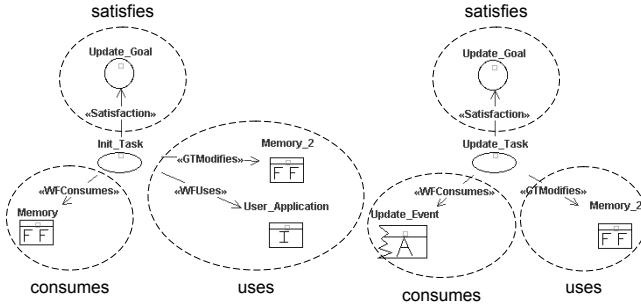 satisfies
Update_Goal
«Satisfaction»
Init_Task
«GTModifies»
Memory_2
F F
«WFConsumes»
«WFUses»
Memory
F F
User_Application
I
consumes
uses
satisfies
Update_Goal
«Satisfaction»
Update_Task
«WFConsumes»
«GTModifies»
Update_Event
A
Memory_2
F F
consumes
uses